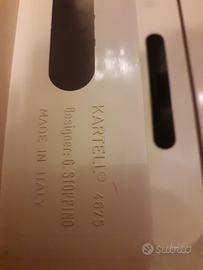 KARTELL® 4675
Designer: G. STOPPINO
MADE IN ITALY
subito